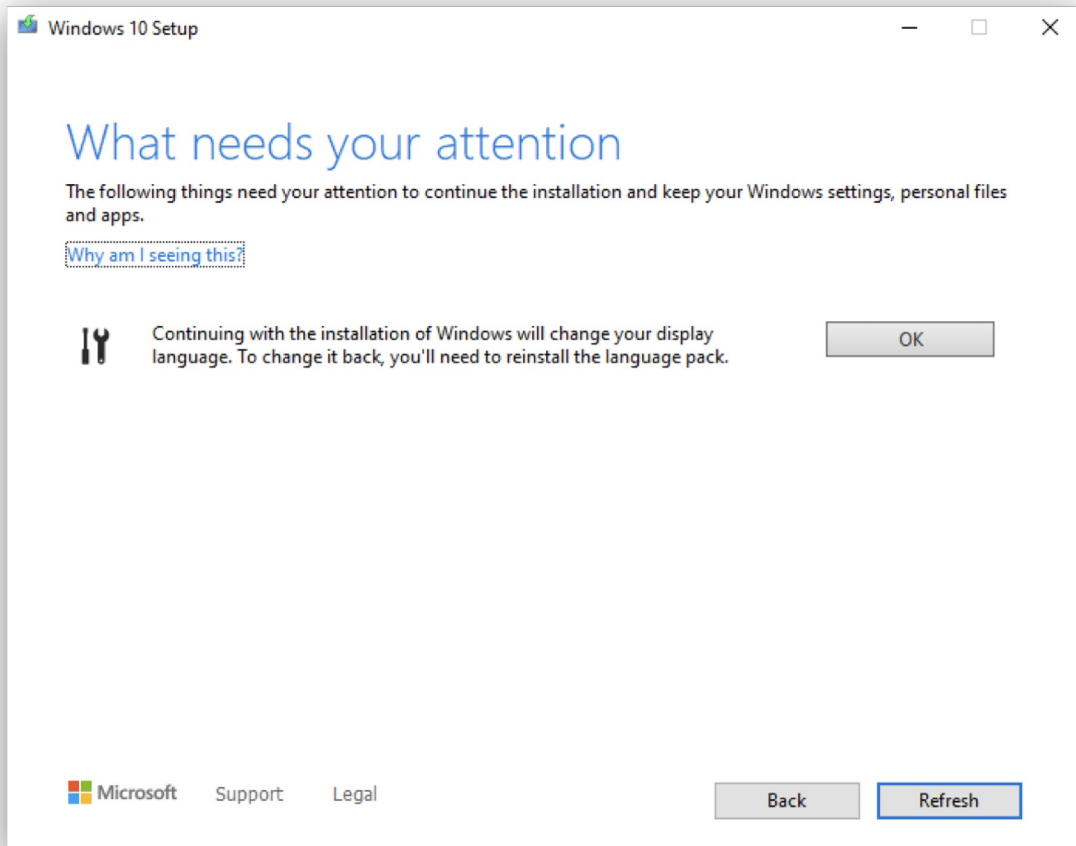 Windows 10 Setup
What needs your attention
The following things need your attention to continue the installation and keep your Windows settings, personal files
and apps.
Why am I seeing this?
Continuing with the installation of Windows will change your display
language. To change it back, you'll need to reinstall the language pack.
OK
Microsoft Support Legal
Back Refresh